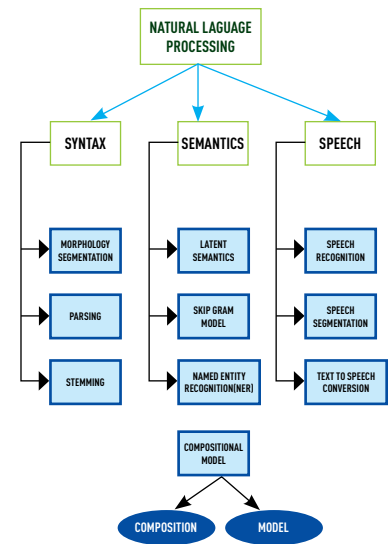 NATURAL LAGUAGE
PROCESSING
SYNTAX
SEMANTICS
SPEECH
MORPHOLOGY
SEGMENTATION
LATENT
SEMANTICS
SPEECH
RECOGNITION
PARSING
SKIP GRAM
MODEL
SPEECH
SEGMENTATION
STEMMING
NAMED ENTITY
RECOGNITION(NER)
TEXT TO SPEECH
CONVERSION
COMPOSITIONAL
MODEL
COMPOSITION
MODEL